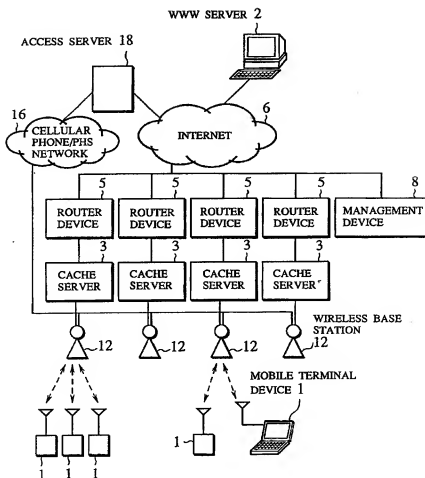 WWW SERVER 2
ACCESS SERVER 18
16
CELLULAR
PHONE/PHS
NETWORK
6
INTERNET
5 5 5 5 8
ROUTER
DEVICE
ROUTER
DEVICE
ROUTER
DEVICE
ROUTER
DEVICE
MANAGEMENT
DEVICE
3 3 3 3
CACHE
SERVER
CACHE
SERVER
CACHE
SERVER
CACHE
SERVER
WIRELESS BASE
STATION
12 12 12 12
MOBILE TERMINAL
DEVICE 1
1
1 1 1